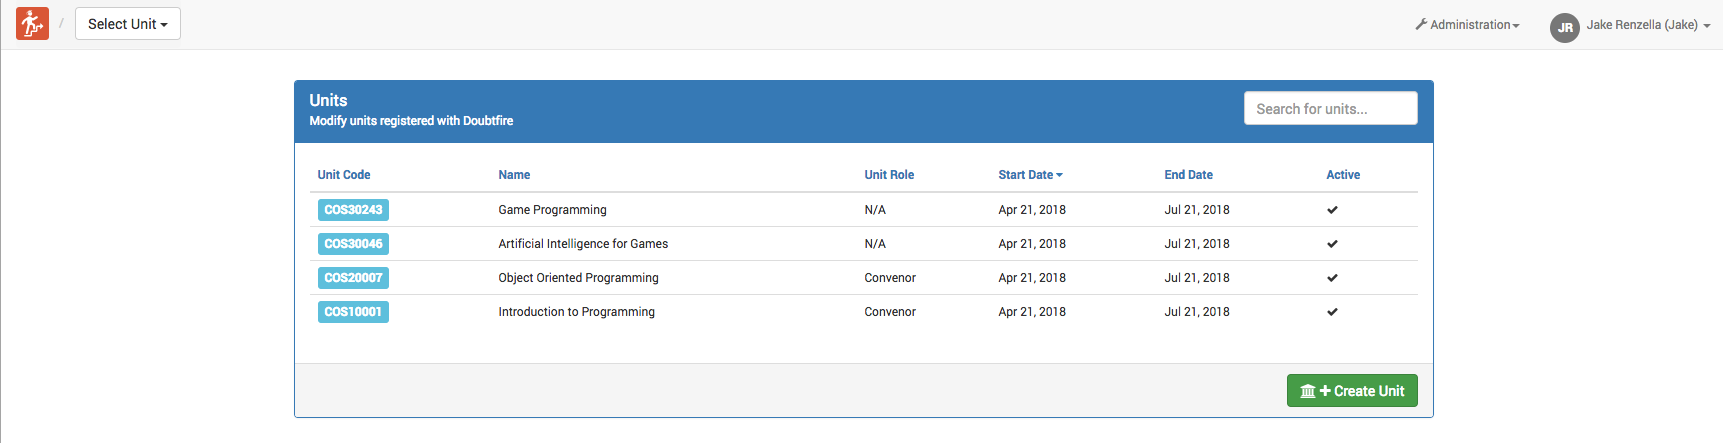 / Select Unit Administration JR Jake Renzella (Jake)
Units
Modify units registered with Doubtfire
Search for units...
Unit Code Name Unit Role Start Date End Date Active
COS30243 Game Programming N/A Apr 21, 2018 Jul 21, 2018
COS30046 Artificial Intelligence for Games N/A Apr 21, 2018 Jul 21, 2018
COS20007 Object Oriented Programming Convenor Apr 21, 2018 Jul 21, 2018
COS10001 Introduction to Programming Convenor Apr 21, 2018 Jul 21, 2018
+ Create Unit